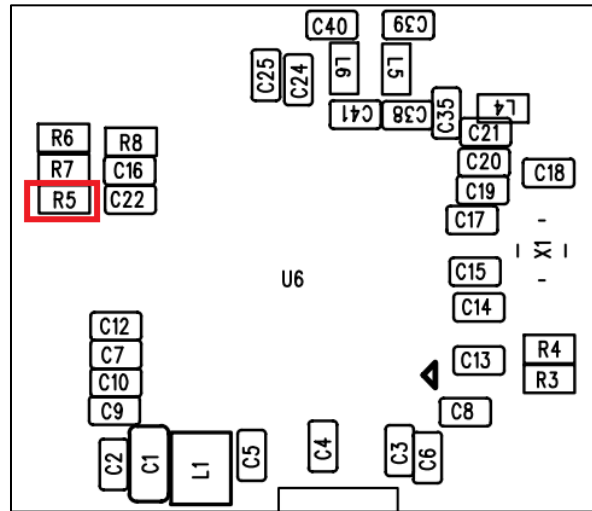 C40 C39
C25 C24 L6 L5
C41 C38 C35 L4
R6 R8 C21
R7 C16 C20 C18
R5 C22 C19
C17
X1
C15
U6
C14
C12
C7 C13 R4
C10 R3
C9 C8
C2 C1 L1 C5 C4 C3 C6